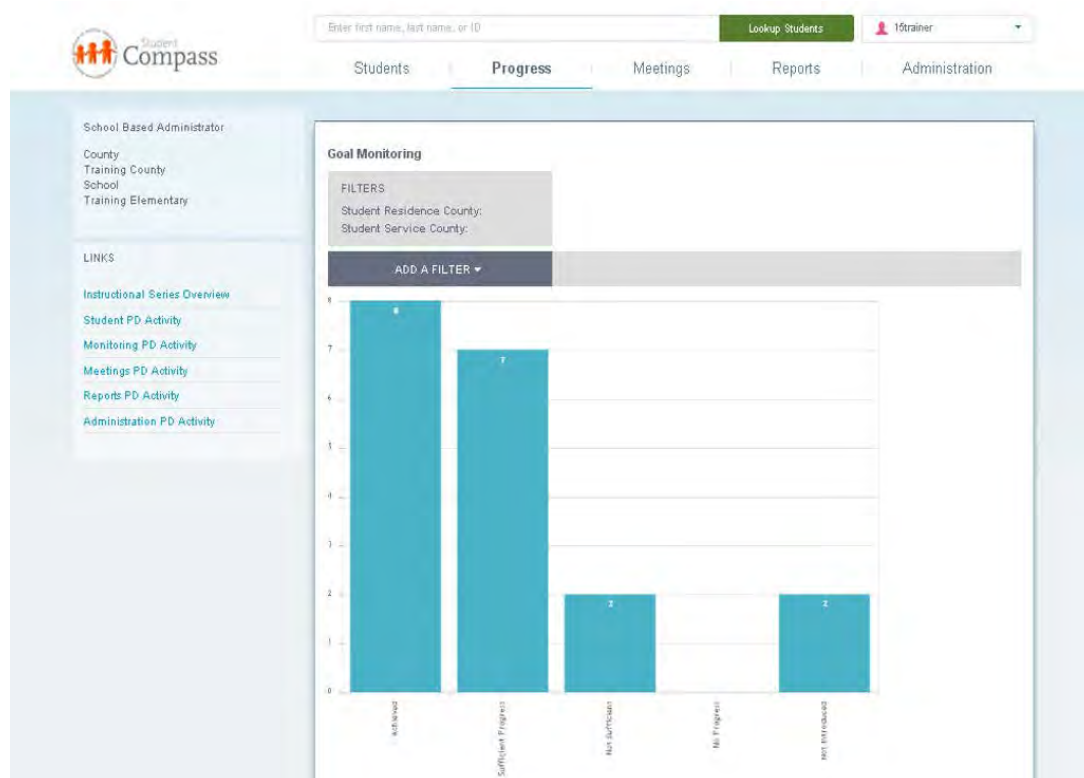 Student
Compass
Enter first name, last name, or ID
Lookup Students
15trainer
Students
Progress
Meetings
Reports
Administration
School Based Administrator
County
Training County
School
Training Elementary
LINKS
Instructional Series Overview
Student PD Activity
Monitoring PD Activity
Meetings PD Activity
Reports PD Activity
Administration PD Activity
Goal Monitoring
FILTERS
Student Residence County:
Student Service County:
ADD A FILTER
8
7
6
5
4
3
2
1
0
8
7
2
2
Achieved
Sufficient Progress
Not Sufficient
No Progress
Not Introduced